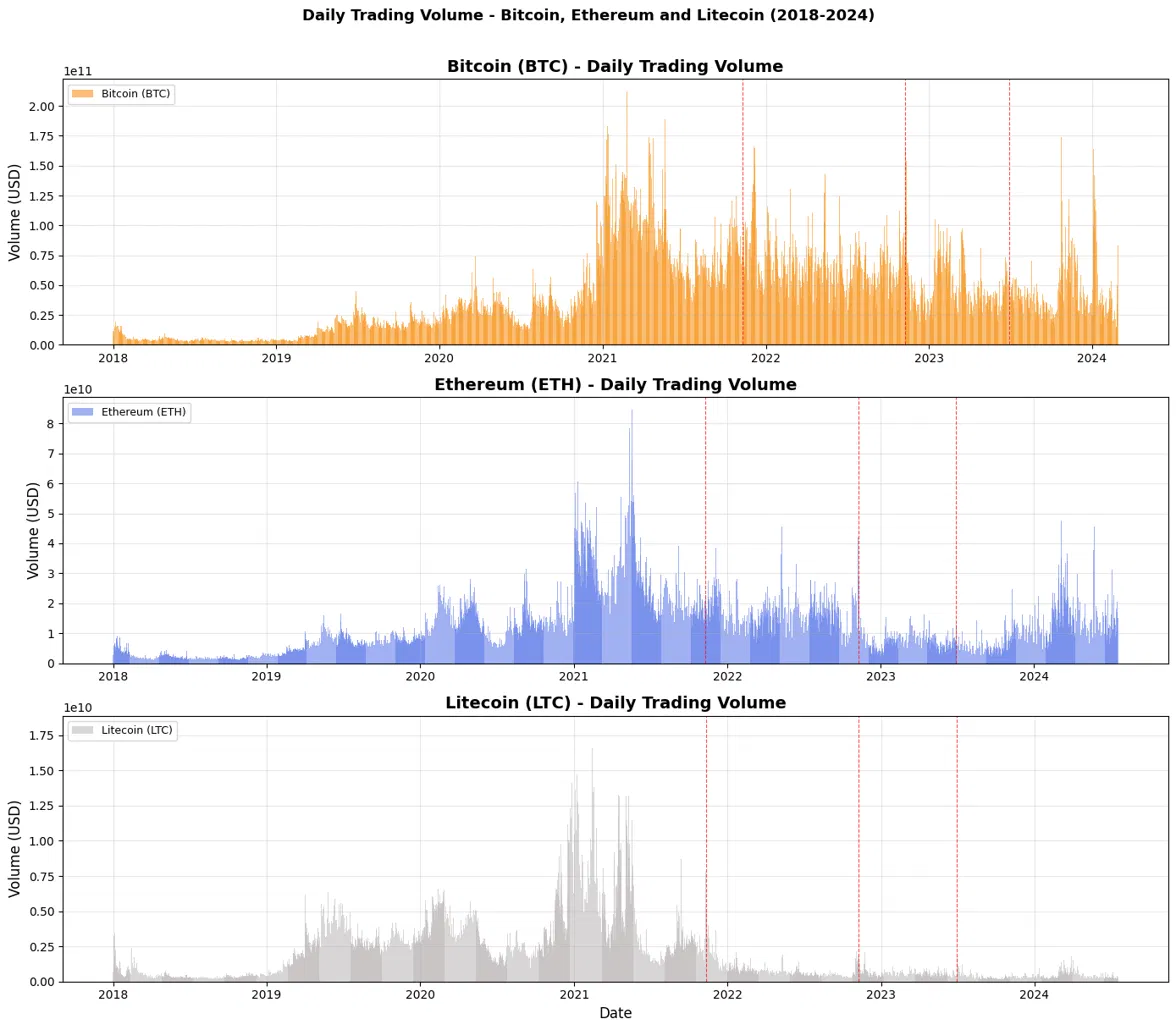 Daily Trading Volume - Bitcoin, Ethereum and Litecoin (2018-2024)
Bitcoin (BTC) - Daily Trading Volume
1e11
Bitcoin (BTC)
Volume (USD)
2.00
1.75
1.50
1.25
1.00
0.75
0.50
0.25
0.00
2018 2019 2020 2021 2022 2023 2024
Ethereum (ETH) - Daily Trading Volume
1e10
Ethereum (ETH)
Volume (USD)
8
7
6
5
4
3
2
1
0
2018 2019 2020 2021 2022 2023 2024
Litecoin (LTC) - Daily Trading Volume
1e10
Litecoin (LTC)
Volume (USD)
1.75
1.50
1.25
1.00
0.75
0.50
0.25
0.00
2018 2019 2020 2021 2022 2023 2024
Date